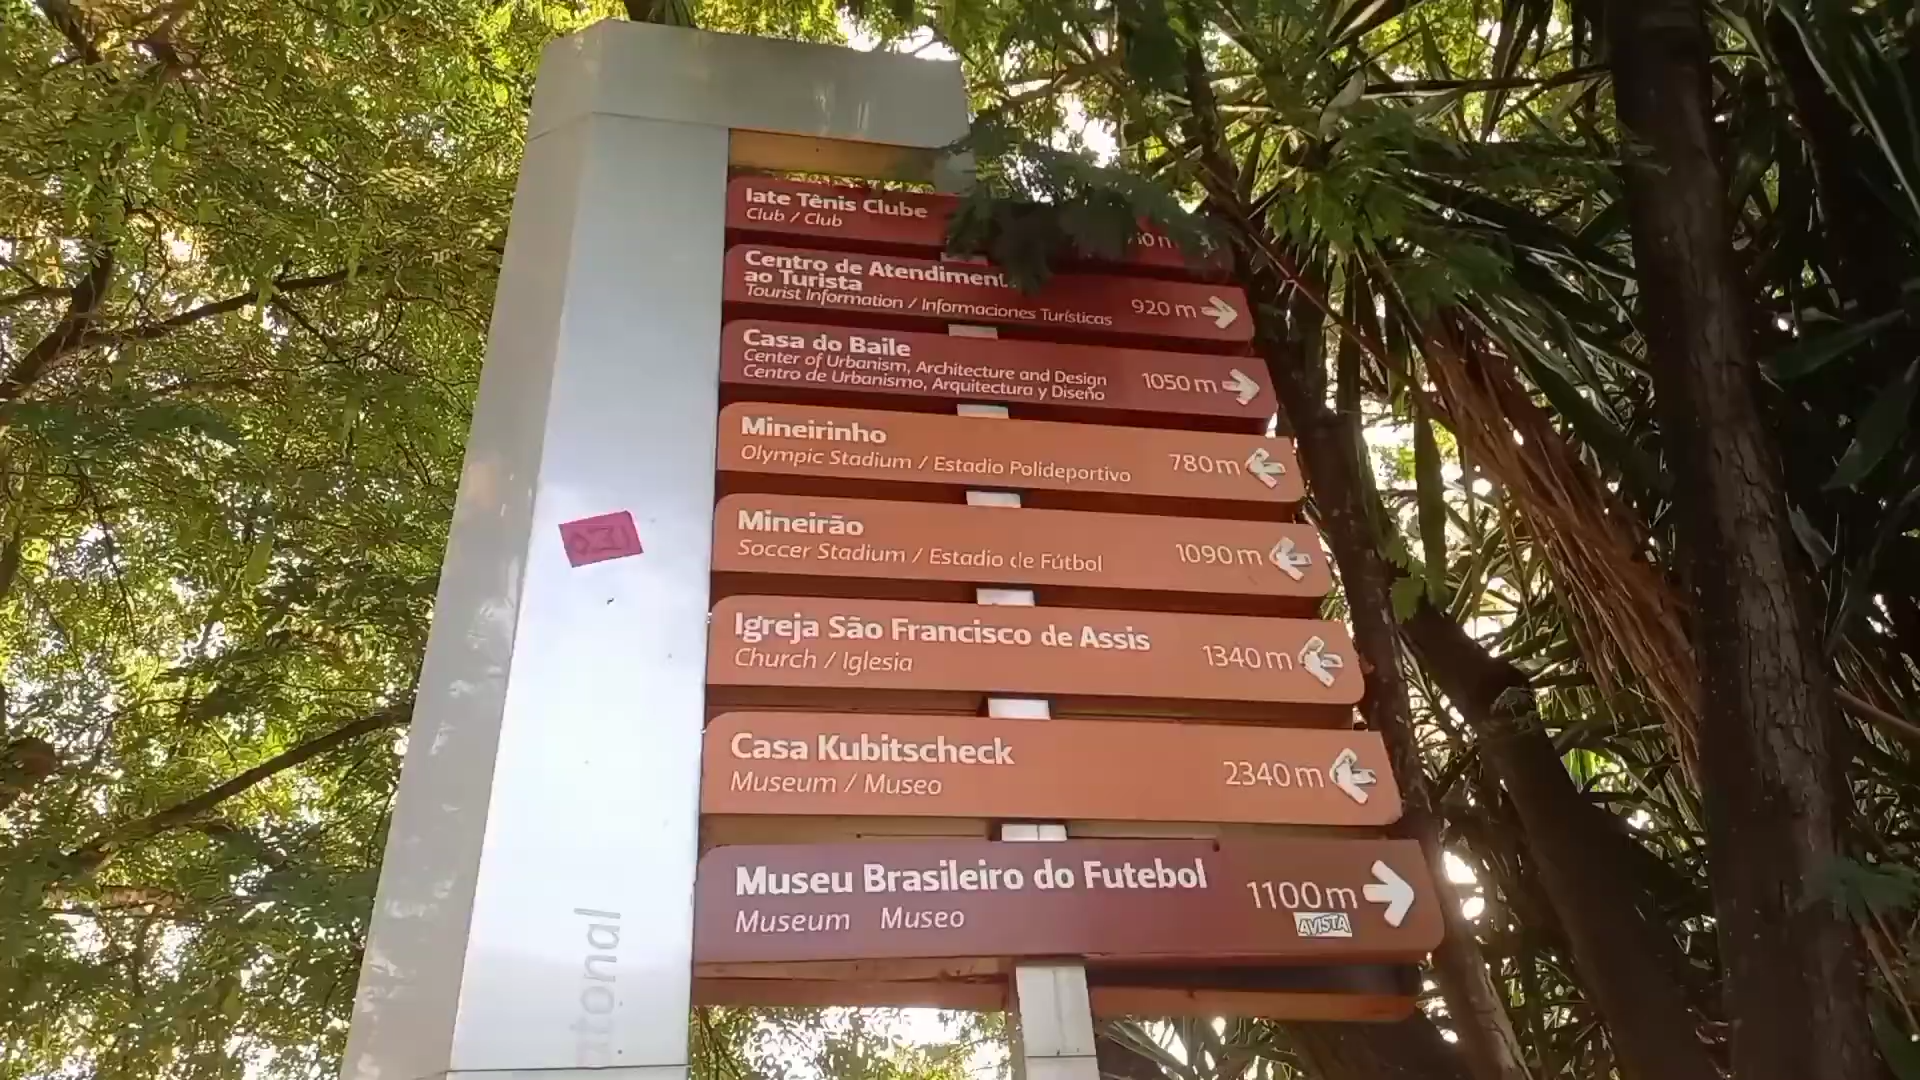 Iate Tênis Clube
Club / Club
Centro de
ao Turista
Tourist Information / Informaciones Turísticas
920 m
Casa do Baile
Center of Urbanism, Architecture and Design
Centro de Urbanismo, Arquitectura y Diseño
1050 m
Mineirinho
Olympic Stadium / Estadio Polideportivo
780 m
Mineirão
Soccer Stadium / Estadio de Fútbol
1090 m
Igreja São Francisco de Assis
Church / Iglesia
1340 m
Casa Kubitscheck
Museum / Museo
2340 m
Museu Brasileiro do Futebol
Museum Museo
1100 m
AVISTA